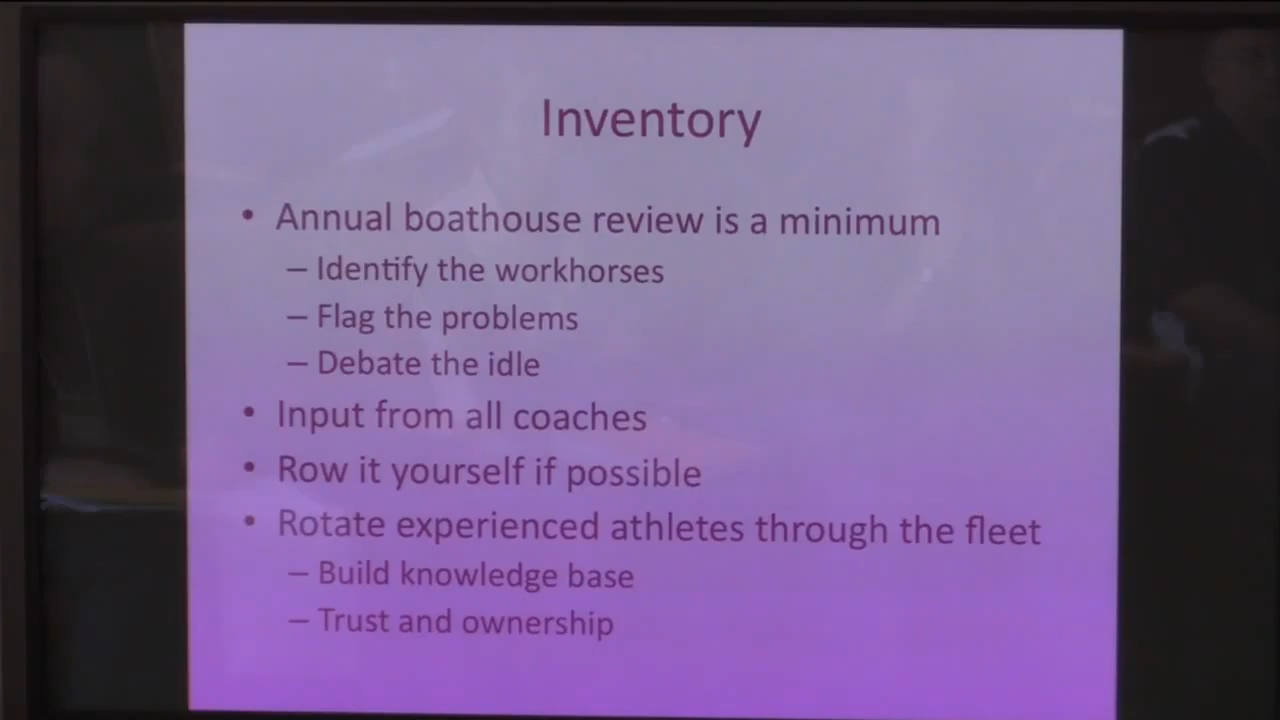 Inventory
• Annual boathouse review is a minimum
– Identify the workhorses
– Flag the problems
– Debate the idle
• Input from all coaches
• Row it yourself if possible
• Rotate experienced athletes through the fleet
– Build knowledge base
– Trust and ownership